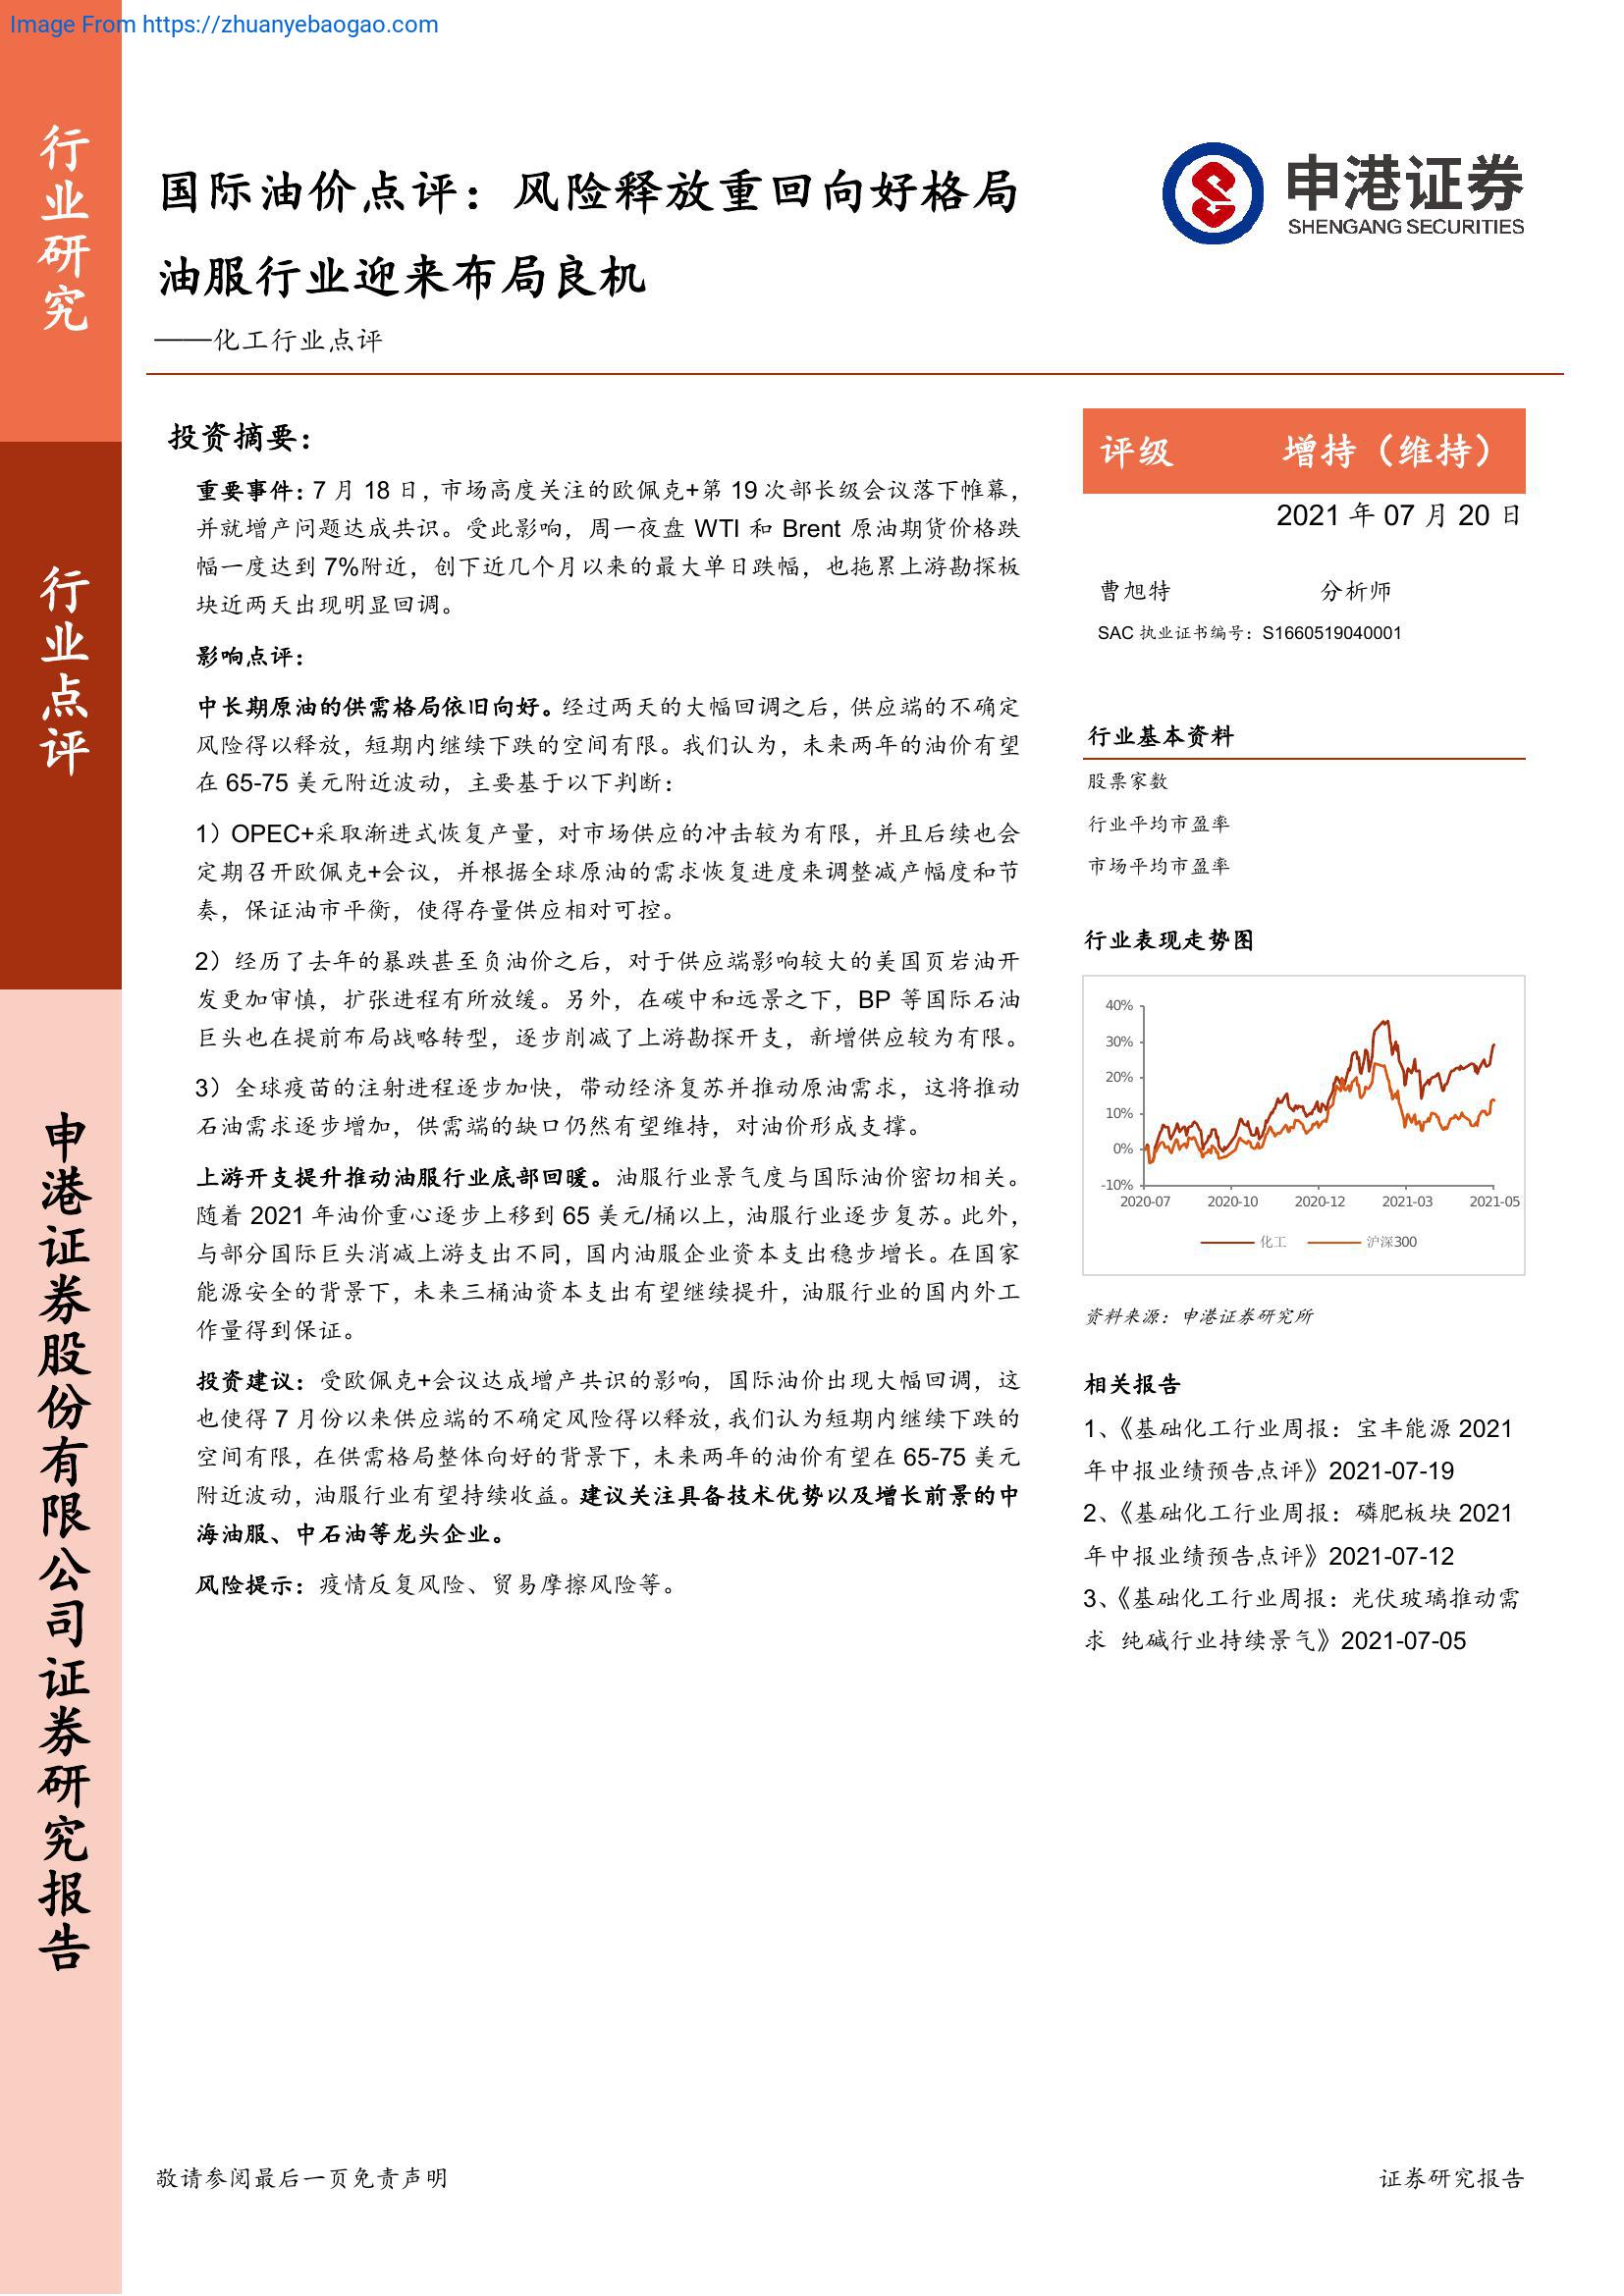 Image From https://zhuanyebaogao.com
行业研究
行业点评
申港证券股份有限公司证券研究报告
国际油价点评：风险释放重回向好格局
油服行业迎来布局良机
——化工行业点评
申港证券
SHENGANG SECURITIES
投资摘要：
重要事件：7 月 18 日，市场高度关注的欧佩克+第 19 次部长级会议落下帷幕，
并就增产问题达成共识。受此影响，周一夜盘 WTI 和 Brent 原油期货价格跌
幅一度达到 7%附近，创下近几个月以来的最大单日跌幅，也拖累上游勘探板
块近两天出现明显回调。
影响点评：
中长期原油的供需格局依旧向好。经过两天的大幅回调之后，供应端的不确定
风险得以释放，短期内继续下跌的空间有限。我们认为，未来两年的油价有望
在 65-75 美元附近波动，主要基于以下判断：
1）OPEC+采取渐进式恢复产量，对市场供应的冲击较为有限，并且后续也会
定期召开欧佩克+会议，并根据全球原油的需求恢复进度来调整减产幅度和节
奏，保证油市平衡，使得存量供应相对可控。
2）经历了去年的暴跌甚至负油价之后，对于供应端影响较大的美国页岩油开
发更加审慎，扩张进程有所放缓。另外，在碳中和远景之下，BP 等国际石油
巨头也在提前布局战略转型，逐步削减了上游勘探开支，新增供应较为有限。
3）全球疫苗的注射进程逐步加快，带动经济复苏并推动原油需求，这将推动
石油需求逐步增加，供需端的缺口仍然有望维持，对油价形成支撑。
上游开支提升推动油服行业底部回暖。油服行业景气度与国际油价密切相关。
随着 2021 年油价重心逐步上移到 65 美元/桶以上，油服行业逐步复苏。此外，
与部分国际巨头消减上游支出不同，国内油服企业资本支出稳步增长。在国家
能源安全的背景下，未来三桶油资本支出有望继续提升，油服行业的国内外工
作量得到保证。
投资建议：受欧佩克+会议达成增产共识的影响，国际油价出现大幅回调，这
也使得 7 月份以来供应端的不确定风险得以释放，我们认为短期内继续下跌的
空间有限，在供需格局整体向好的背景下，未来两年的油价有望在 65-75 美元
附近波动，油服行业有望持续收益。建议关注具备技术优势以及增长前景的中
海油服、中石油等龙头企业。
风险提示：疫情反复风险、贸易摩擦风险等。
评级 增持（维持）
2021 年 07 月 20 日
曹旭特 分析师
SAC 执业证书编号：S1660519040001
行业基本资料
股票家数
行业平均市盈率
市场平均市盈率
行业表现走势图
40%
30%
20%
10%
0%
-10%
2020-07 2020-10 2020-12 2021-03 2021-05
化工 沪深300
资料来源：申港证券研究所
相关报告
1、《基础化工行业周报：宝丰能源 2021
年中报业绩预告点评》2021-07-19
2、《基础化工行业周报：磷肥板块 2021
年中报业绩预告点评》2021-07-12
3、《基础化工行业周报：光伏玻璃推动需
求 纯碱行业持续景气》2021-07-05
敬请参阅最后一页免责声明 证券研究报告